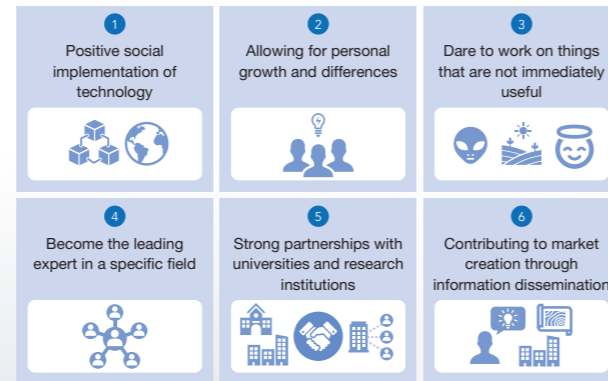 1
Positive social
implementation of
technology
2
Allowing for personal
growth and differences
3
Dare to work on things
that are not immediately
useful
4
Become the leading
expert in a specific field
5
Strong partnerships with
universities and research
institutions
6
Contributing to market
creation through
information dissemination